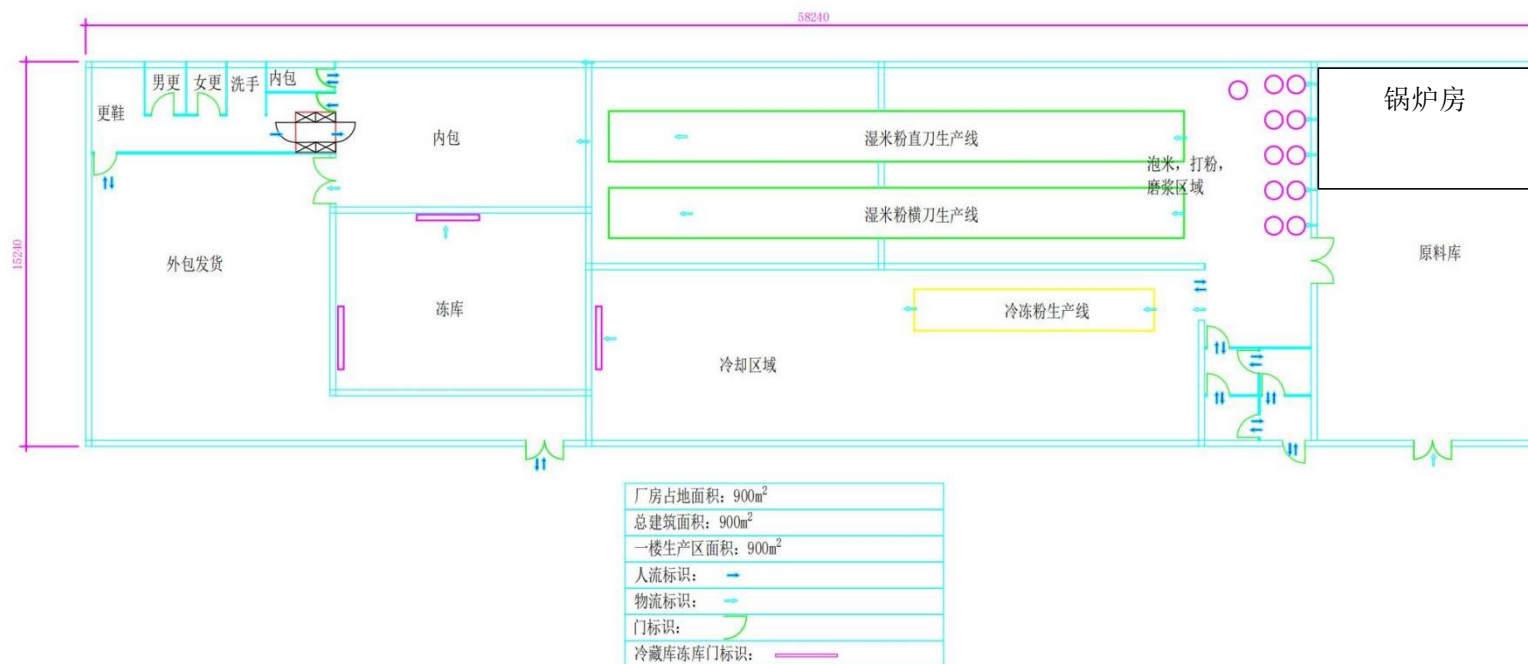 58240
15240
男更
女更
洗手
内包
更鞋
内包
湿米粉直刀生产线
泡米，打粉，
磨浆区域
锅炉房
湿米粉横刀生产线
外包发货
冻库
冷冻粉生产线
原料库
冷却区域
厂房占地面积：900m²
总建筑面积：900m²
一楼生产区面积：900m²
人流标识：
物流标识：
门标识：
冷藏库冻库门标识：